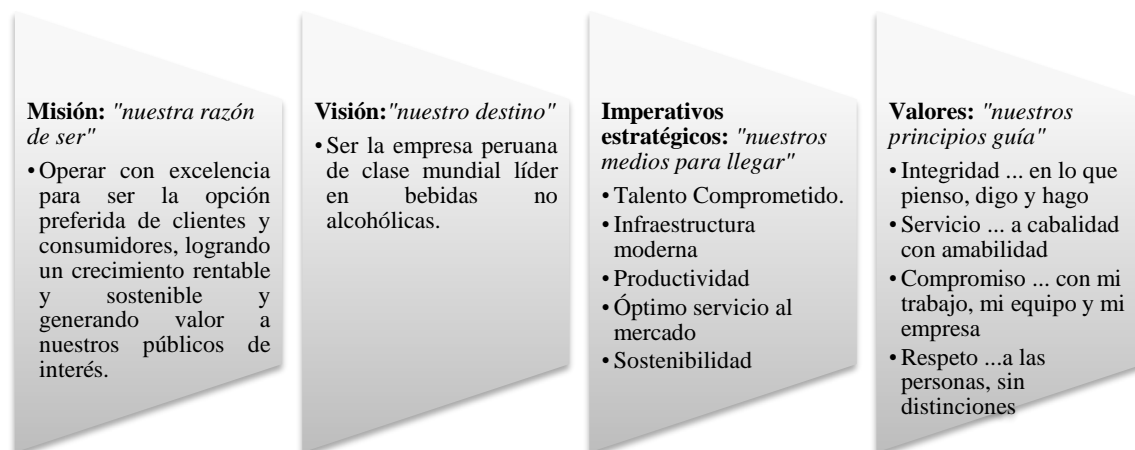 Misión: "nuestra razón
de ser"
• Operar con excelencia
para ser la opción
preferida de clientes y
consumidores, logrando
un crecimiento rentable
y sostenible y
generando valor a
nuestros públicos de
interés.
Visión:"nuestro destino"
• Ser la empresa peruana
de clase mundial líder
en bebidas no
alcohólicas.
Imperativos
estratégicos: "nuestros
medios para llegar"
• Talento Comprometido.
• Infraestructura
moderna
• Productividad
• Óptimo servicio al
mercado
• Sostenibilidad
Valores: "nuestros
principios guía"
• Integridad ... en lo que
pienso, digo y hago
• Servicio ... a cabalidad
con amabilidad
• Compromiso ... con mi
trabajo, mi equipo y mi
empresa
• Respeto ...a las
personas, sin
distinciones